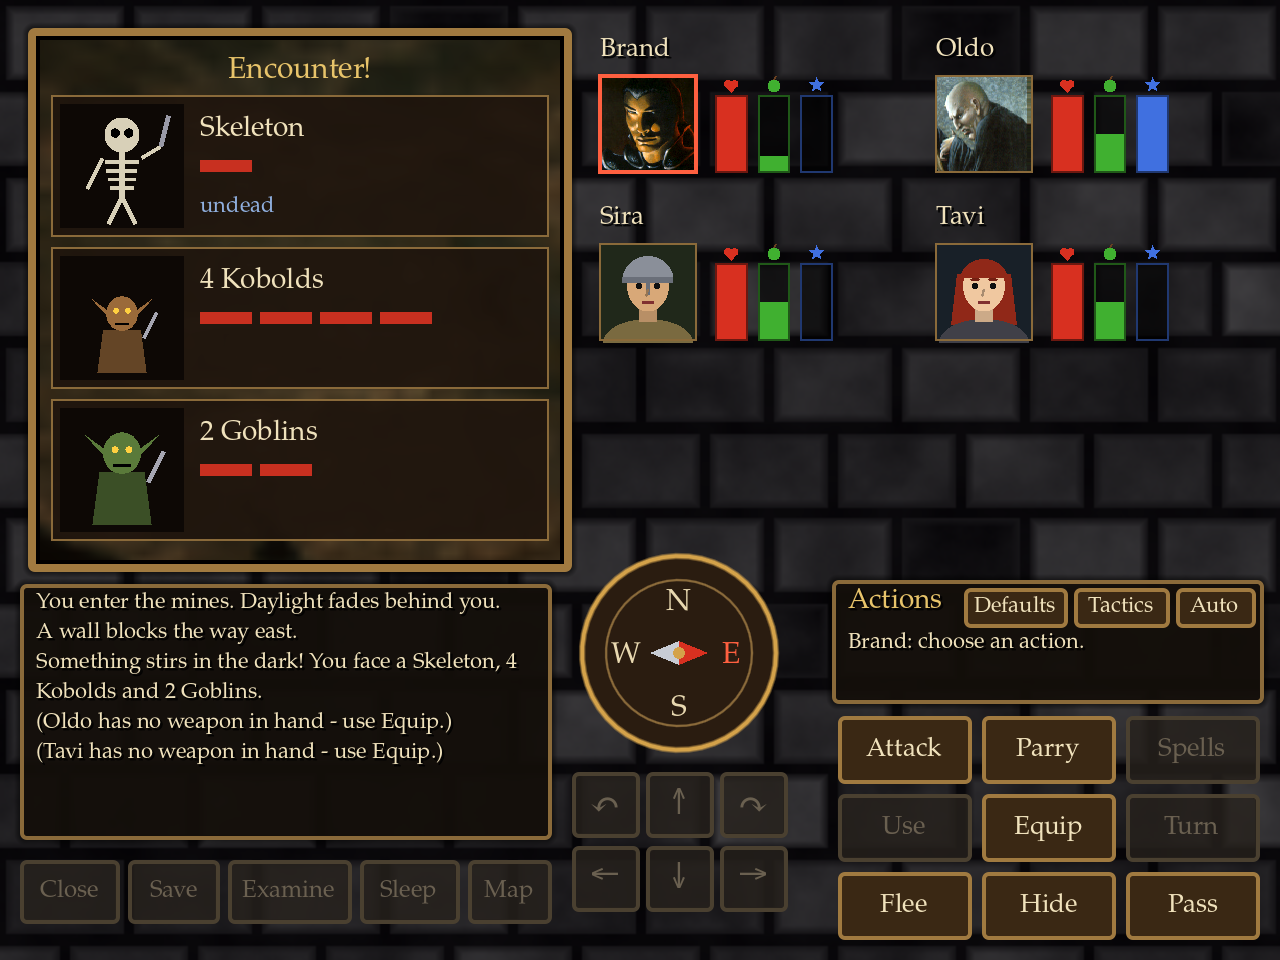 Encounter!
Skeleton
undead
4 Kobolds
2 Goblins
Brand
Oldo
Sira
Tavi
You enter the mines. Daylight fades behind you.
A wall blocks the way east.
Something stirs in the dark! You face a Skeleton, 4
Kobolds and 2 Goblins.
(Oldo has no weapon in hand - use Equip.)
(Tavi has no weapon in hand - use Equip.)
Close Save Examine Sleep Map
N
W E
S
Actions Defaults Tactics Auto
Brand: choose an action.
Attack Parry Spells
Use Equip Turn
Flee Hide Pass